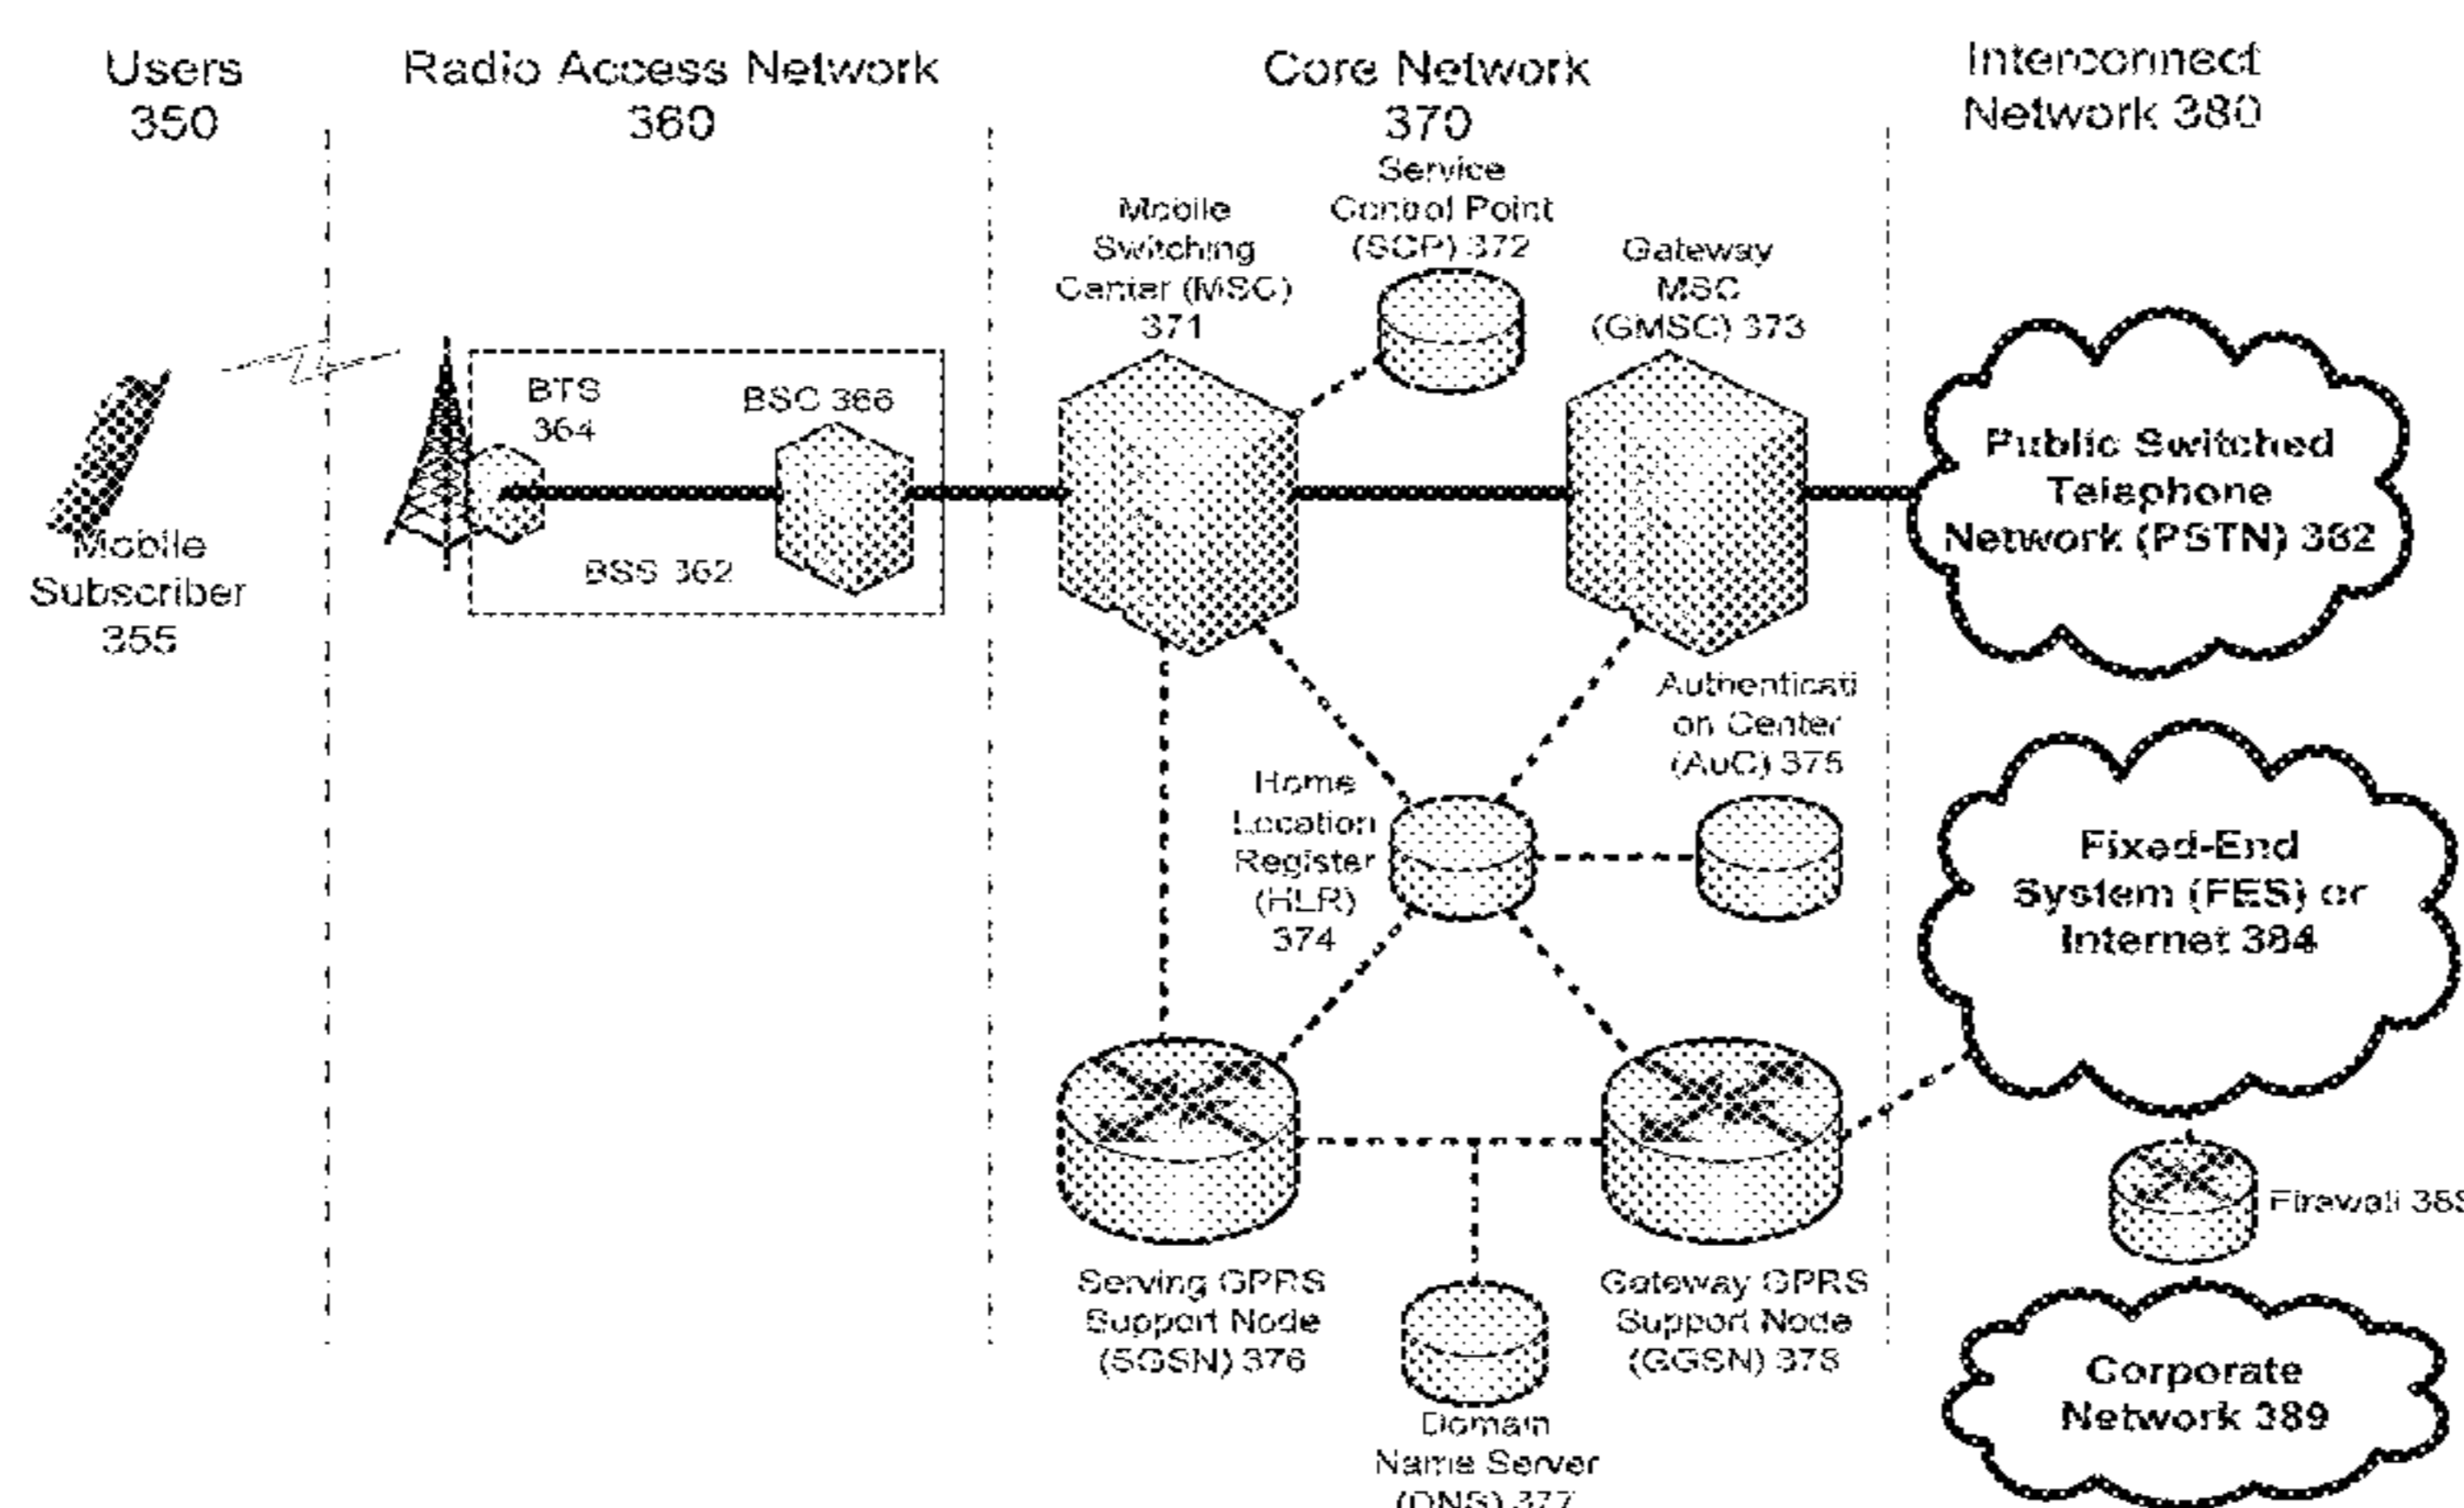 Users
350
Radio Access Network
360
Core Network
370
Interconnect
Network 380
Service
Control Point
(SCP) 372
Mobile
Switching
Center (MSC)
371
Gateway
MSC
(GMSC) 373
BTS
364
BSC 366
BSS 362
Mobile
Subscriber
355
Public Switched
Telephone
Network (PSTN) 382
Authenticati
on Center
(AuC) 375
Home
Location
Register
(HLR)
374
Fixed-End
System (FES) or
Internet 384
Firewall
Serving GPRS
Support Node
(SGSN) 376
Gateway GPRS
Support Node
(GGSN) 378
Corporate
Network 389
Domain
Name Server
(DNS) 377